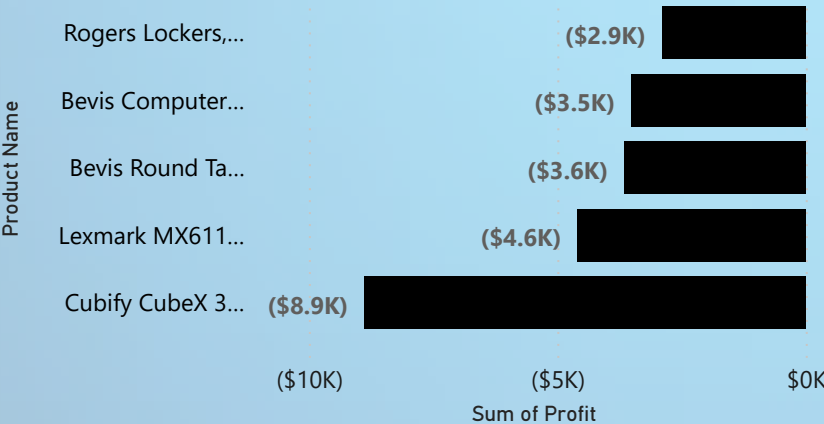 Product Name
Rogers Lockers,... ($2.9K)
Bevis Computer... ($3.5K)
Bevis Round Ta... ($3.6K)
Lexmark MX611... ($4.6K)
Cubify CubeX 3... ($8.9K)
($10K) ($5K) $0K
Sum of Profit